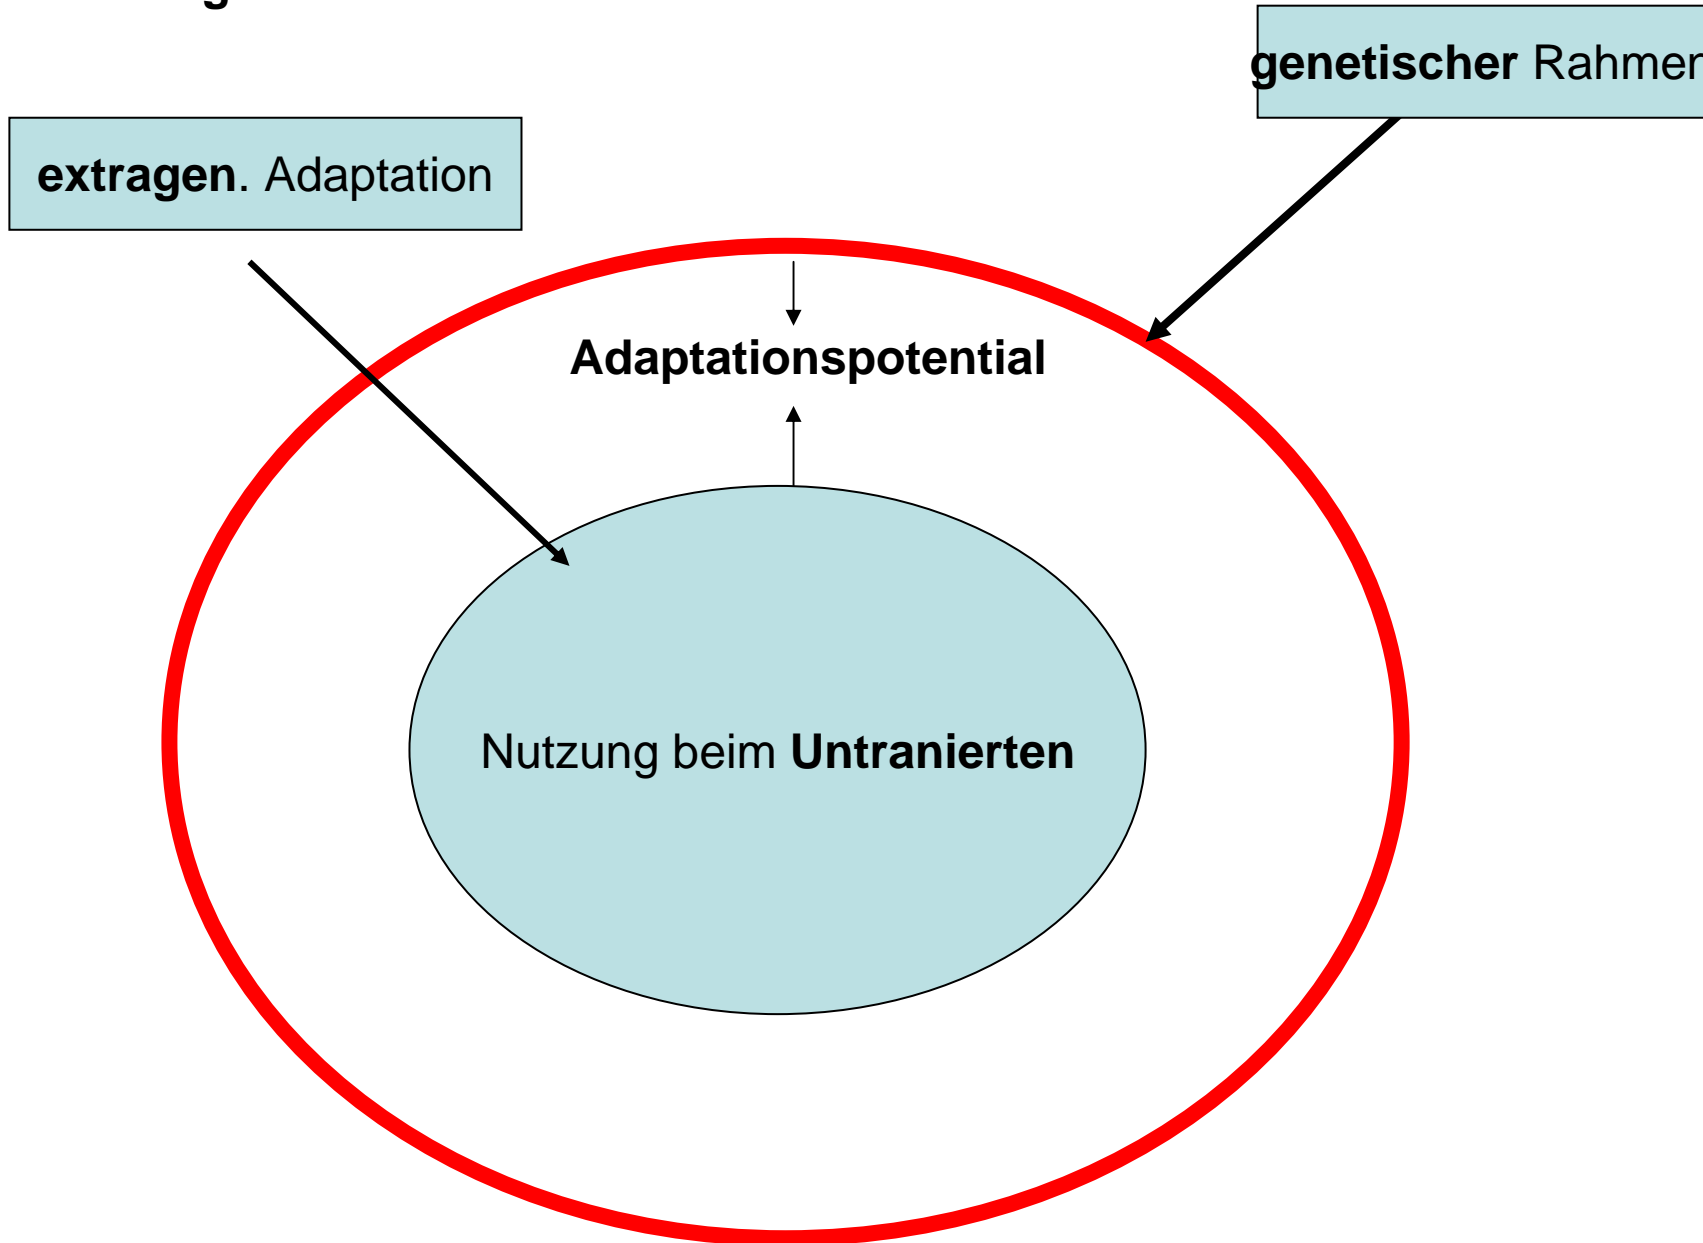 genetischer Rahmen
extragen. Adaptation
Adaptationspotential
Nutzung beim Untranierten